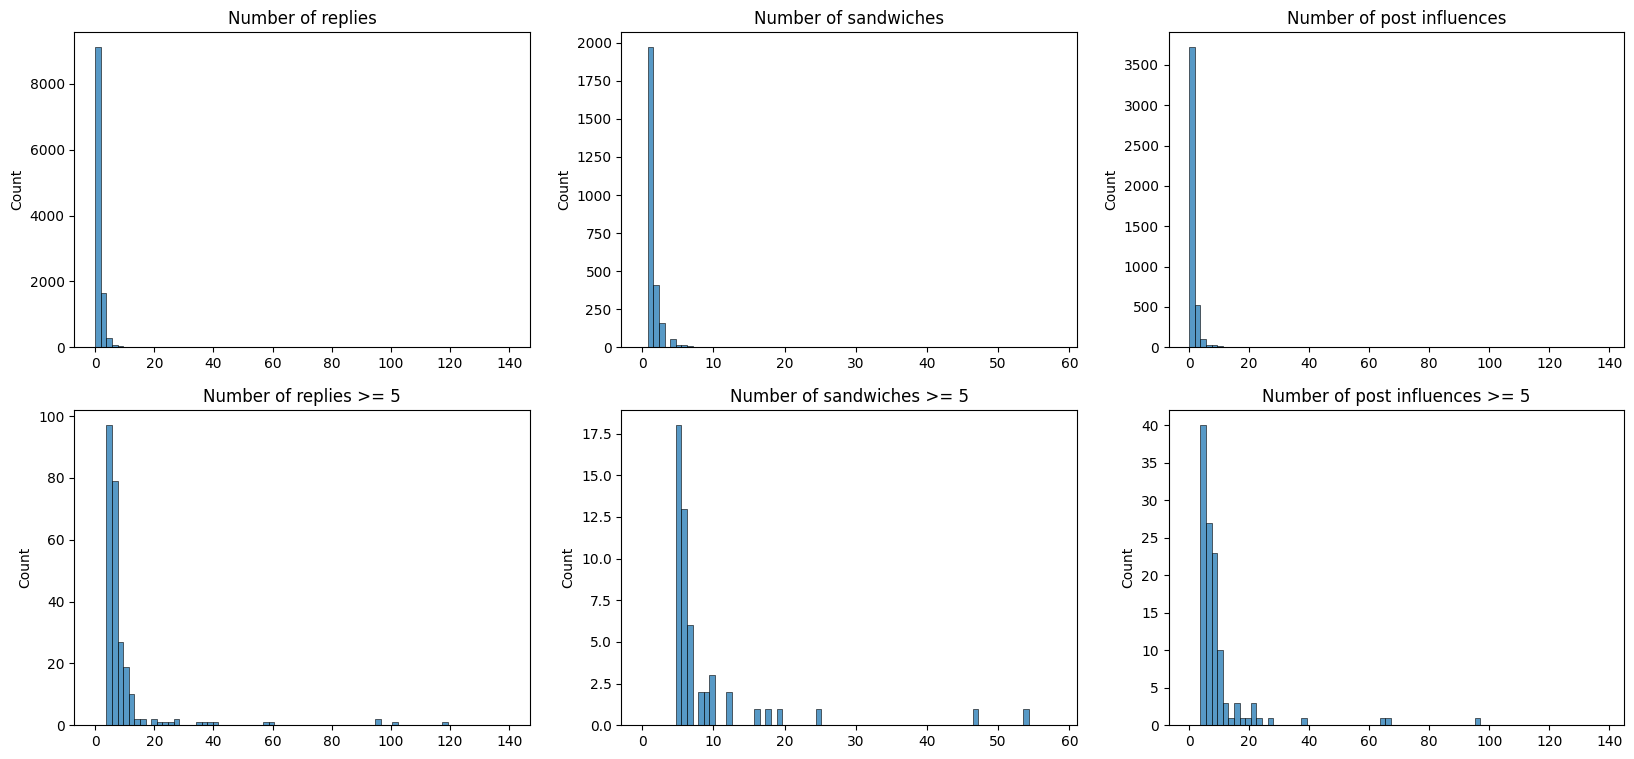 Number of replies
Count
8000
6000
4000
2000
0
0 20 40 60 80 100 120 140
Number of sandwiches
Count
2000
1750
1500
1250
1000
750
500
250
0
0 10 20 30 40 50 60
Number of post influences
Count
3500
3000
2500
2000
1500
1000
500
0
0 20 40 60 80 100 120 140
Number of replies >= 5
Count
100
80
60
40
20
0
0 20 40 60 80 100 120 140
Number of sandwiches >= 5
Count
17.5
15.0
12.5
10.0
7.5
5.0
2.5
0.0
0 10 20 30 40 50 60
Number of post influences >= 5
Count
40
35
30
25
20
15
10
5
0
0 20 40 60 80 100 120 140